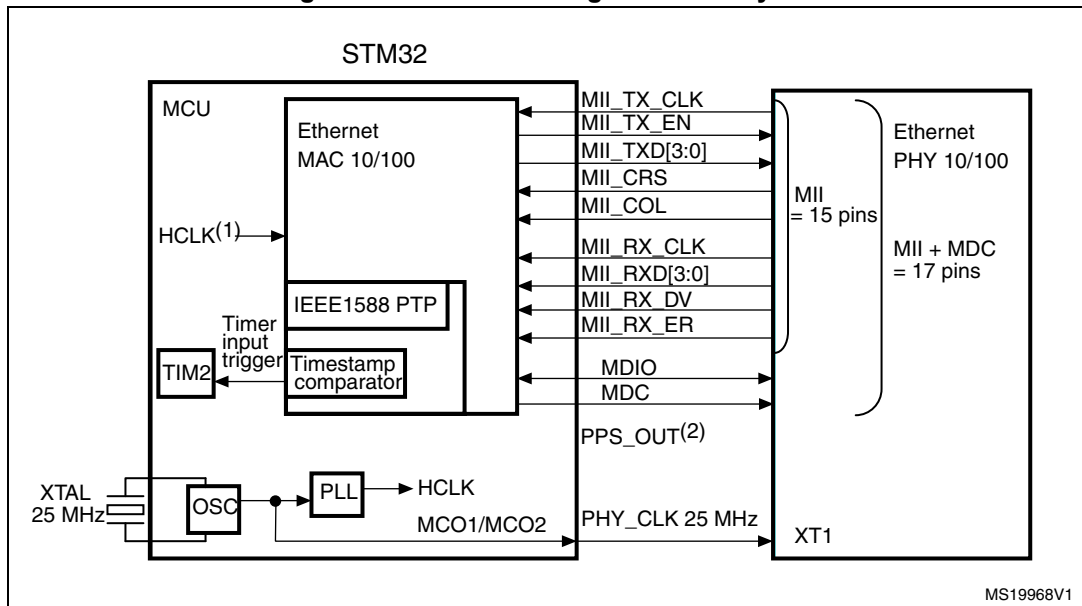 STM32
MCU
Ethernet
MAC 10/100
HCLK(1)
IEEE1588 PTP
Timer
input
trigger
Timestamp
comparator
TIM2
XTAL
25 MHz
OSC
PLL
HCLK
MCO1/MCO2
MII_TX_CLK
MII_TX_EN
MII_TXD[3:0]
MII_CRS
MII_COL
MII_RX_CLK
MII_RXD[3:0]
MII_RX_DV
MII_RX_ER
MDIO
MDC
PPS_OUT(2)
PHY_CLK 25 MHz
MII
= 15 pins
Ethernet
PHY 10/100
MII + MDC
= 17 pins
XT1
MS19968V1